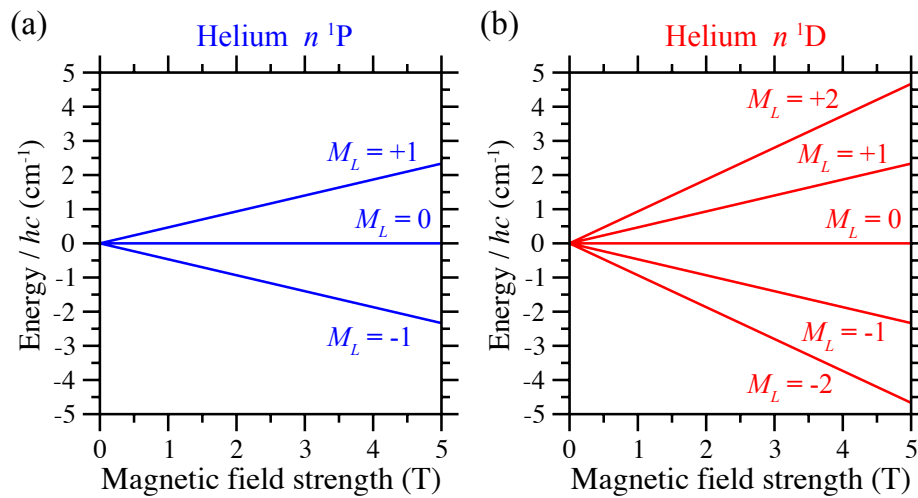 (a)
Helium n ¹P
Energy / hc (cm⁻¹)
5
4
3
2
1
0
-1
-2
-3
-4
-5
M_L = +1
M_L = 0
M_L = -1
0 1 2 3 4 5
Magnetic field strength (T)
(b)
Helium n ¹D
Energy / hc (cm⁻¹)
5
4
3
2
1
0
-1
-2
-3
-4
-5
M_L = +2
M_L = +1
M_L = 0
M_L = -1
M_L = -2
0 1 2 3 4 5
Magnetic field strength (T)